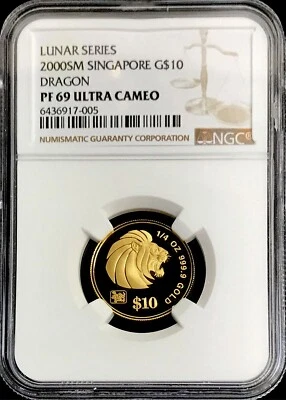 LUNAR SERIES
2000SM SINGAPORE G$10
DRAGON
PF 69 ULTRA CAMEO
6436917-005
NUMISMATIC GUARANTY CORPORATION
NGC
1/4 OZ 999.9 GOLD
$10